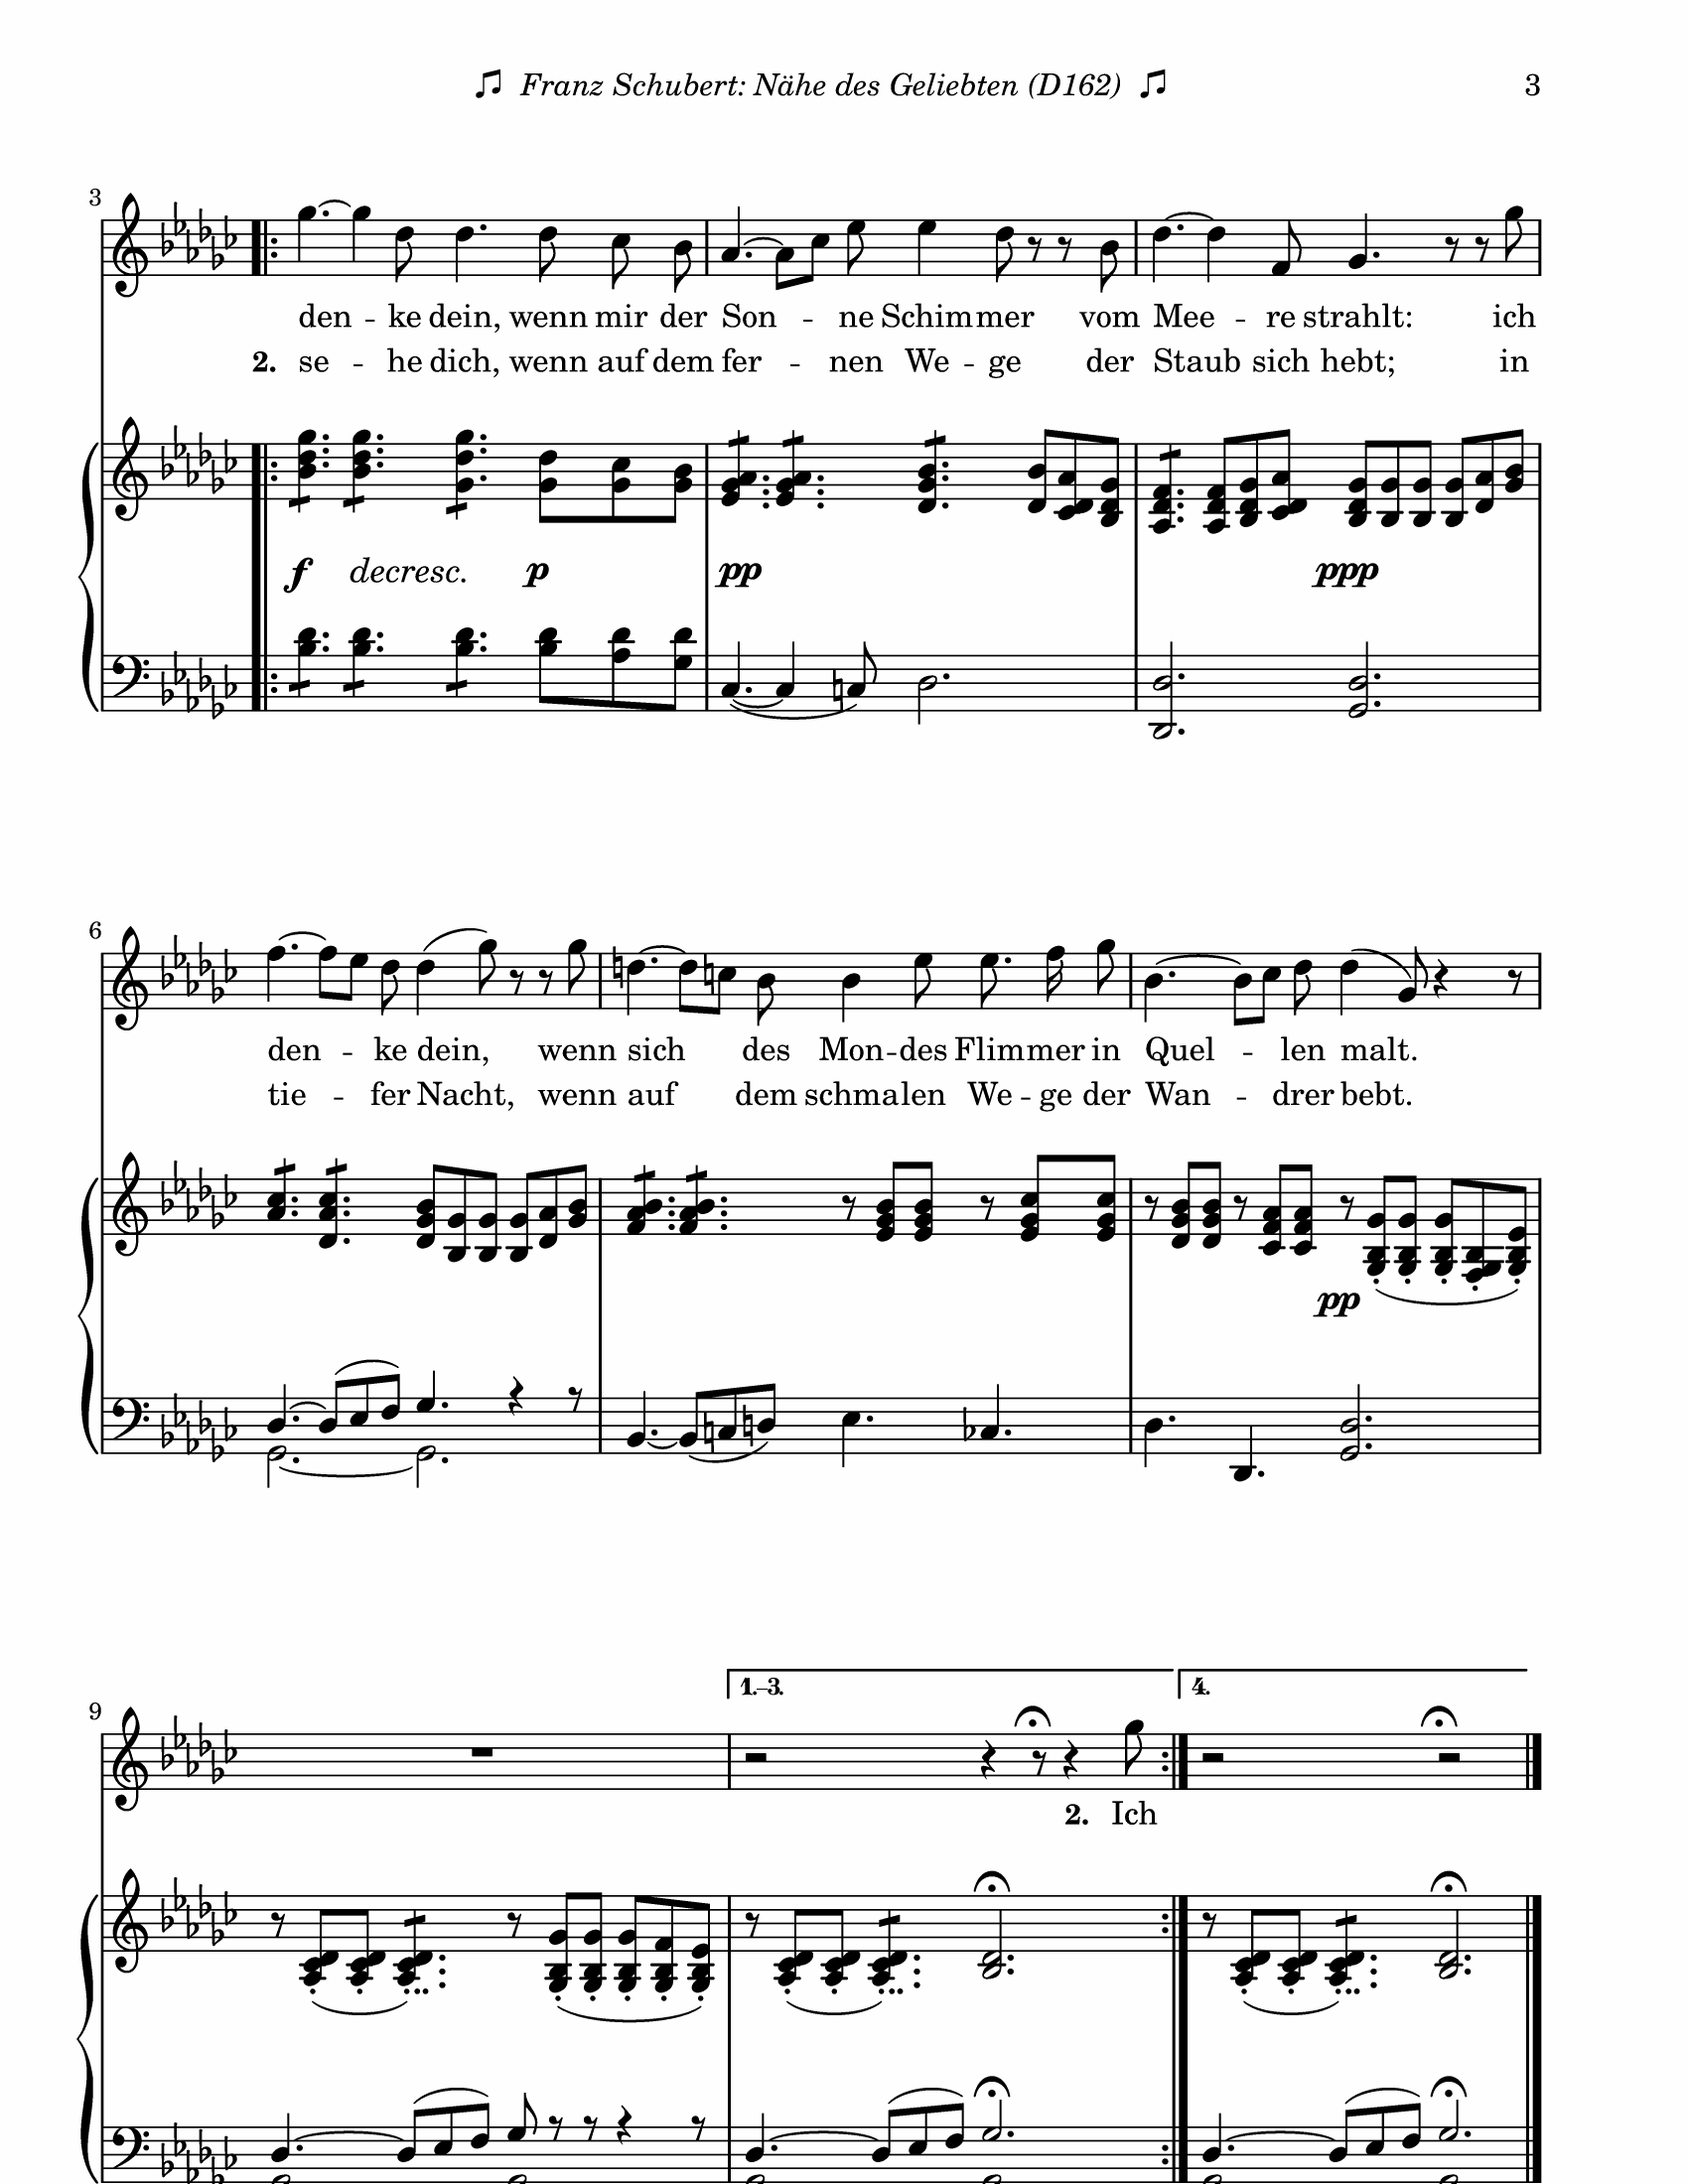 Franz Schubert: Nähe des Geliebten (D162)
3
3
den -- ke dein, wenn mir der Son -- ne Schimmer vom Mee -- re strahlt: ich
2. se -- he dich, wenn auf dem fer -- nen We -- ge der Staub sich hebt; in
f decresc. p pp ppp
6
den -- ke dein, wenn sich des Mon -- des Flimmer in Quel -- len malt.
tie -- fer Nacht, wenn auf dem schmalen We -- ge der Wan -- drer bebt.
pp
1.–3. 4.
9
2. Ich